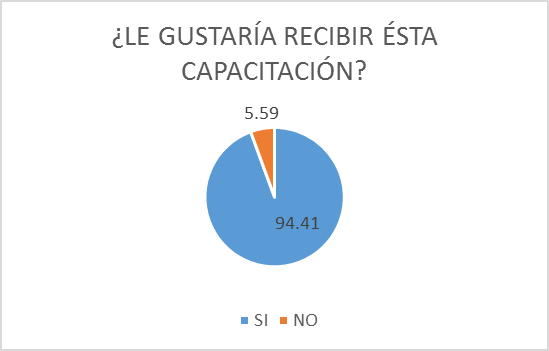 ¿LE GUSTARÍA RECIBIR ÉSTA
CAPACITACIÓN?
5.59
94.41
SI NO